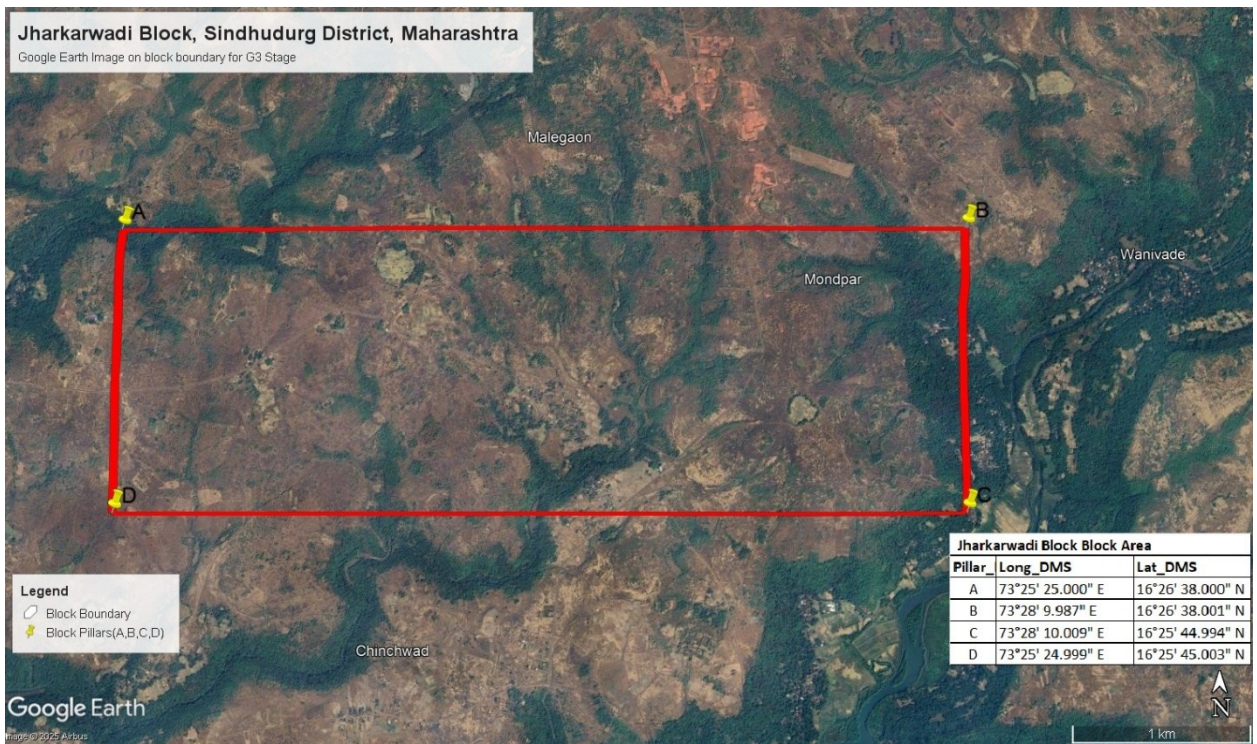 Jharkarwadi Block, Sindhudurg District, Maharashtra
Google Earth Image on block boundary for G3 Stage
Malegaon
A
B
Wanivade
Mondpar
D
C
Jharkarwadi Block Block Area
Pillar_ Long_DMS Lat_DMS
A 73°25' 25.000" E 16°26' 38.000" N
B 73°28' 9.987" E 16°26' 38.001" N
C 73°28' 10.009" E 16°25' 44.994" N
D 73°25' 24.999" E 16°25' 45.003" N
Legend
Block Boundary
Block Pillars(A,B,C,D)
Chinchwad
Google Earth
N
Image © 2025 Airbus
1 km